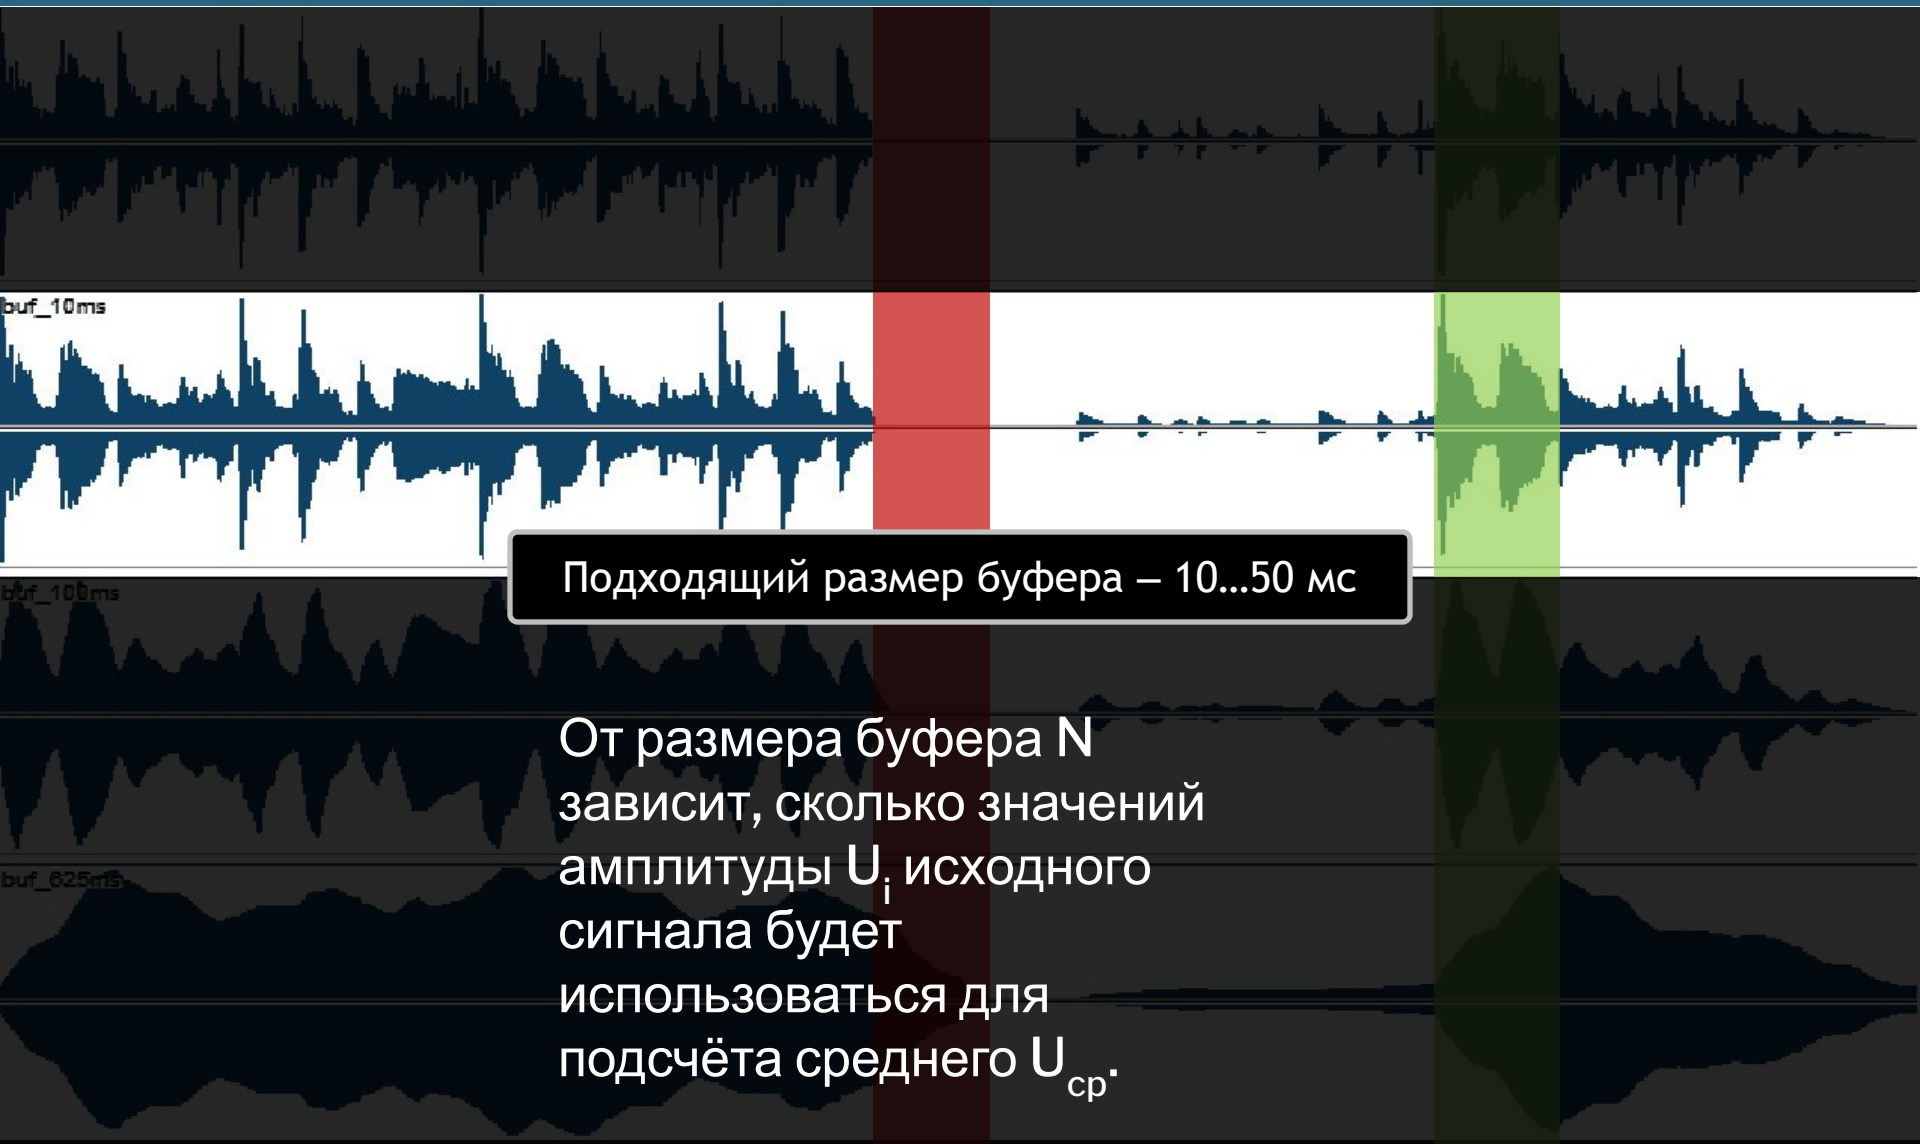 buf_10ms
Подходящий размер буфера – 10...50 мс
buf_100ms
От размера буфера N
зависит, сколько значений
амплитуды Uᵢ исходного
сигнала будет
использоваться для
подсчёта среднего U_ср.
buf_625ms